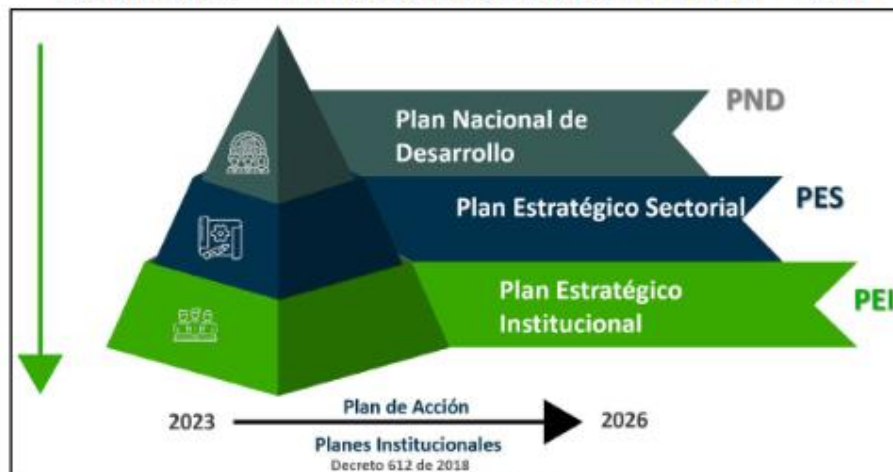 PND
Plan Nacional de
Desarrollo
Plan Estratégico Sectorial
PES
Plan Estratégico
Institucional
PEI
2023
Plan de Acción
2026
Planes Institucionales
Decreto 612 de 2018